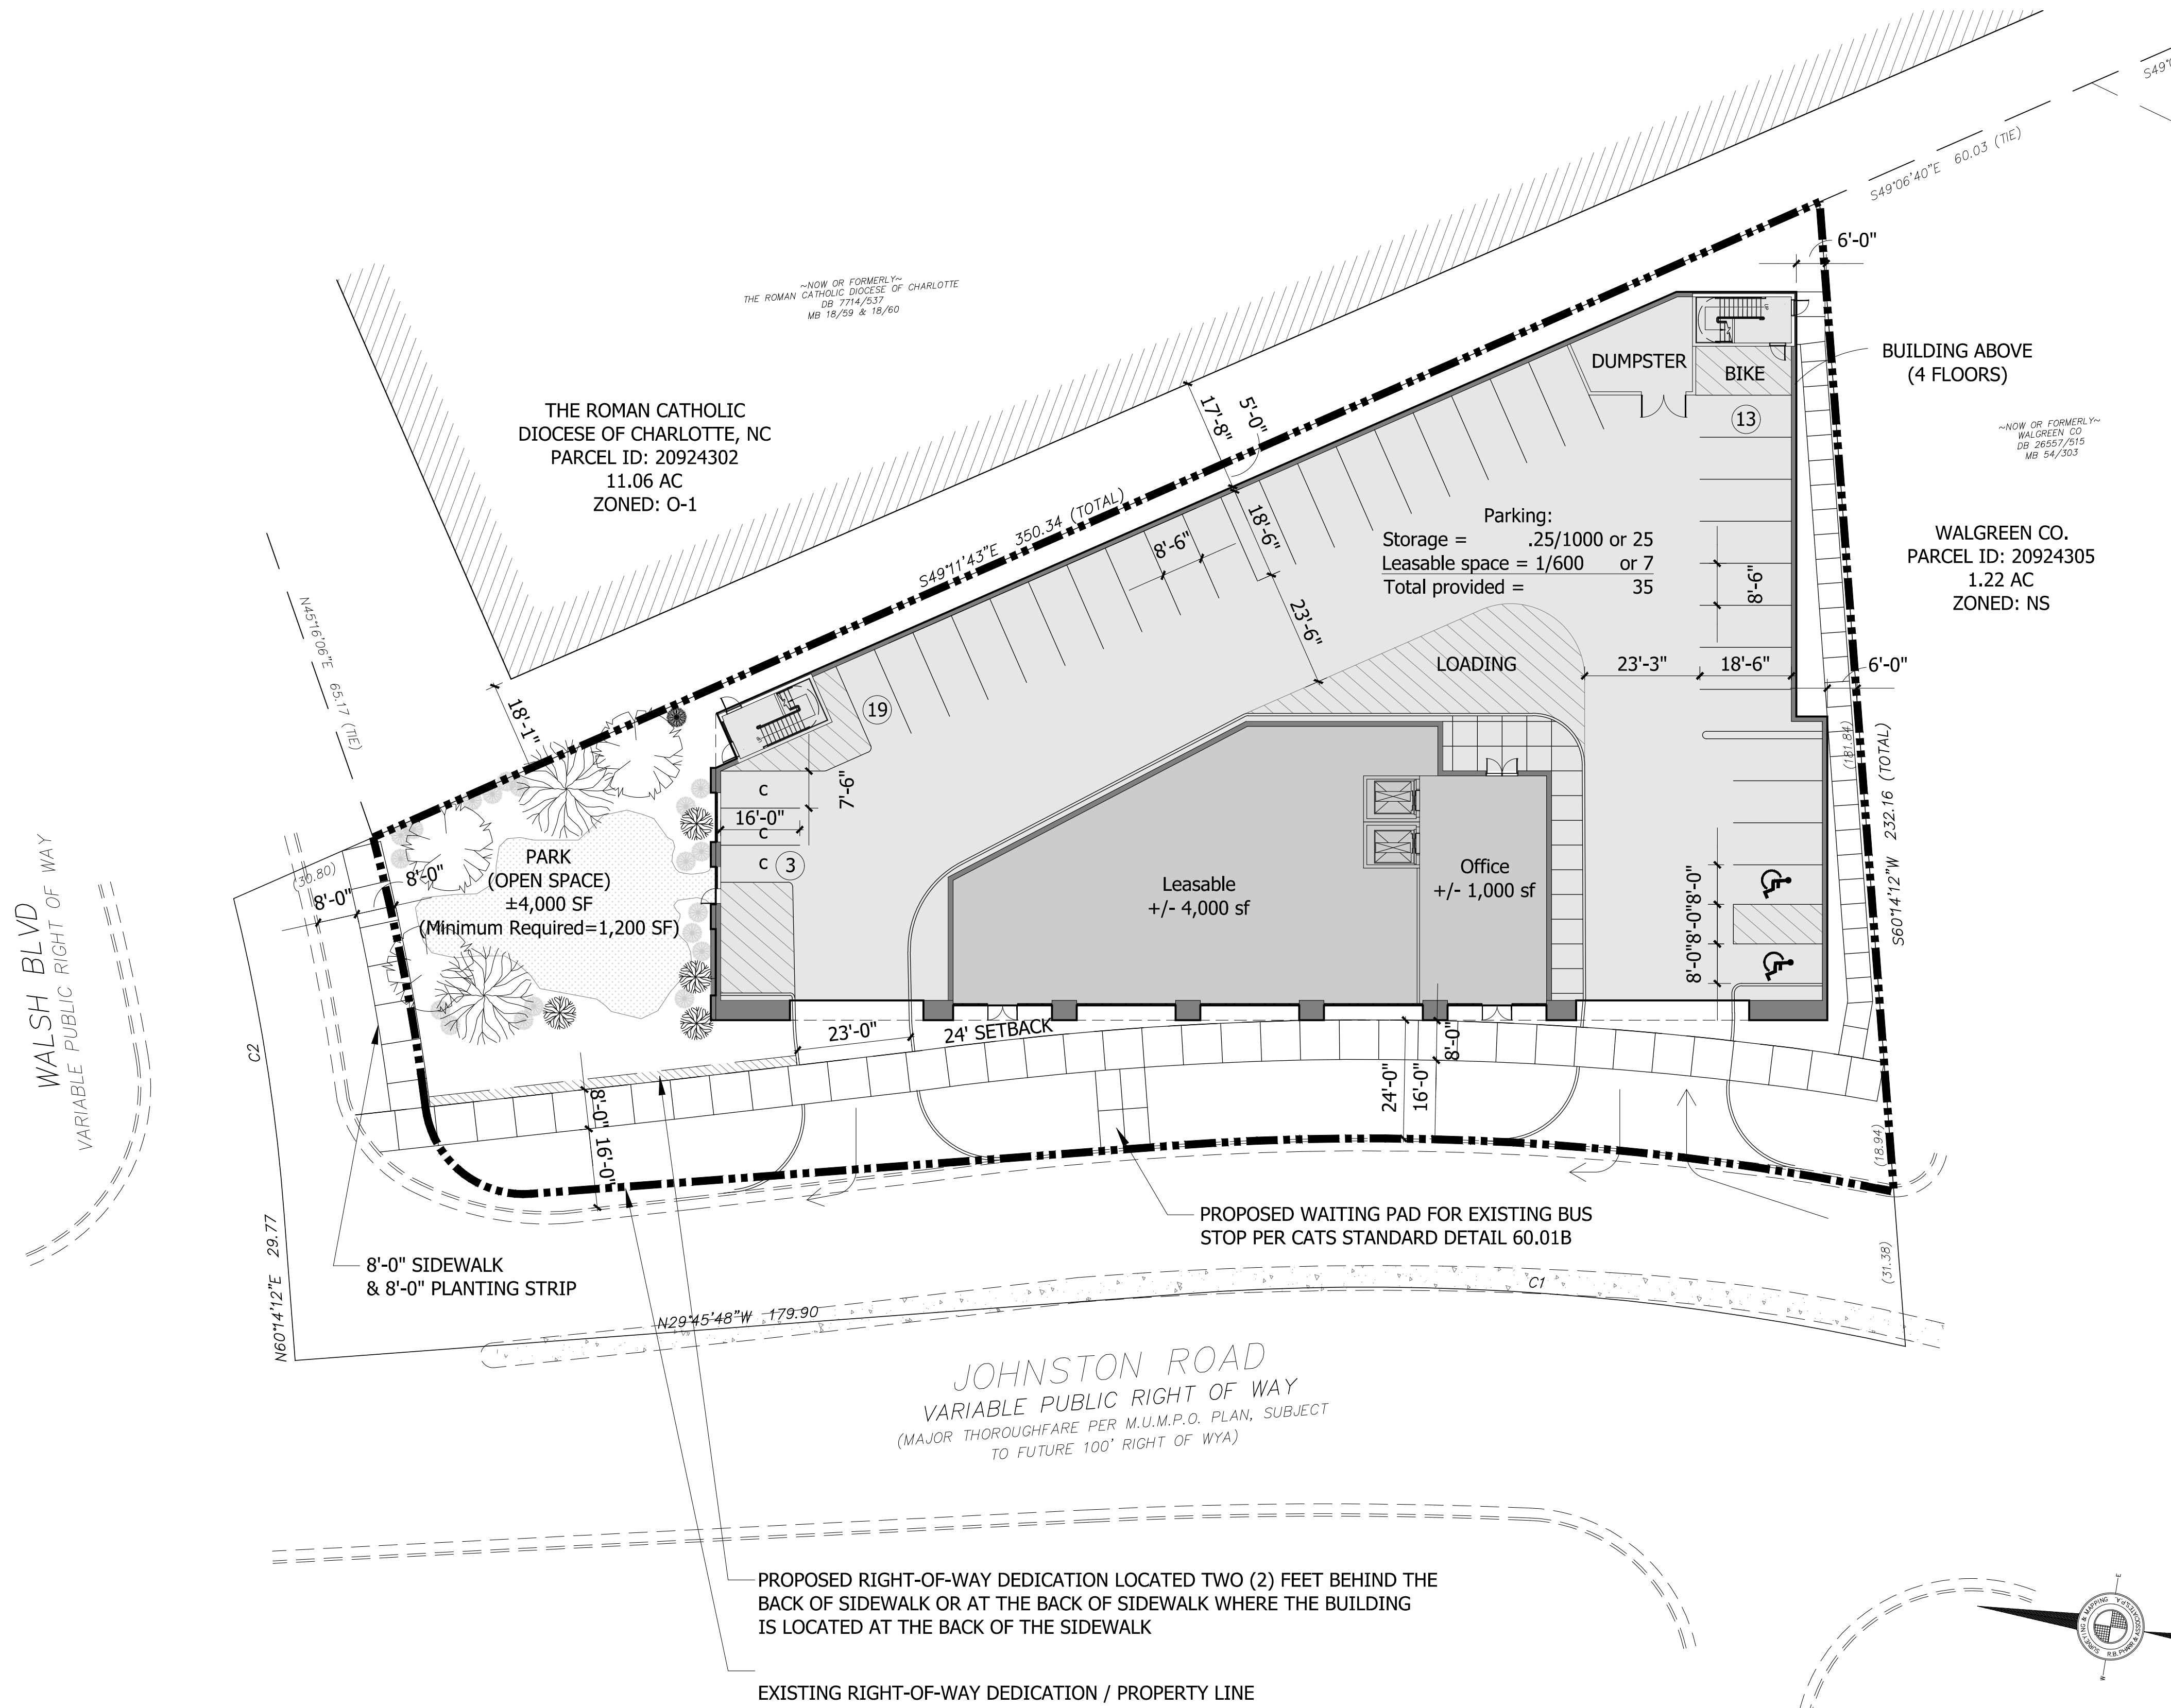 S49°06'40"E 60.03 (TIE)
6'-0"
~NOW OR FORMERLY~
THE ROMAN CATHOLIC DIOCESE OF CHARLOTTE
DB 7714/537
MB 18/59 & 18/60
THE ROMAN CATHOLIC
DIOCESE OF CHARLOTTE, NC
PARCEL ID: 20924302
11.06 AC
ZONED: O-1
DUMPSTER
BIKE
13
BUILDING ABOVE
(4 FLOORS)
~NOW OR FORMERLY~
WALGREEN CO
DB 26557/515
MB 54/303
WALGREEN CO.
PARCEL ID: 20924305
1.22 AC
ZONED: NS
17'-8"
5'-0"
S49°11'43"E 350.34 (TOTAL)
8'-6"
18'-6"
23'-6"
Parking:
Storage = .25/1000 or 25
Leasable space = 1/600 or 7
Total provided = 35
8'-6"
LOADING
23'-3"
18'-6"
6'-0"
N45°16'06"E 65.17 (TIE)
18'-1"
19
7'-6"
C
16'-0"
C
C
3
(181.84)
S60°14'12"W 232.16 (TOTAL)
WALSH BLVD
VARIABLE PUBLIC RIGHT OF WAY
(30.80)
8'-0"
8'-0"
PARK
(OPEN SPACE)
±4,000 SF
(Minimum Required=1,200 SF)
Leasable
+/- 4,000 sf
Office
+/- 1,000 sf
8'-0"
8'-0"
8'-0"
C2
23'-0"
24' SETBACK
8'-0"
24'-0"
16'-0"
8'-0"
16'-0"
(18.94)
(31.38)
N60°14'12"E 29.77
8'-0" SIDEWALK
& 8'-0" PLANTING STRIP
PROPOSED WAITING PAD FOR EXISTING BUS
STOP PER CATS STANDARD DETAIL 60.01B
C1
N29°45'48"W 179.90
JOHNSTON ROAD
VARIABLE PUBLIC RIGHT OF WAY
(MAJOR THOROUGHFARE PER M.U.M.P.O. PLAN, SUBJECT
TO FUTURE 100' RIGHT OF WYA)
PROPOSED RIGHT-OF-WAY DEDICATION LOCATED TWO (2) FEET BEHIND THE
BACK OF SIDEWALK OR AT THE BACK OF SIDEWALK WHERE THE BUILDING
IS LOCATED AT THE BACK OF THE SIDEWALK
EXISTING RIGHT-OF-WAY DEDICATION / PROPERTY LINE
E
R.B. PHARR & ASSOCIATES, P.A.
SURVEYING & MAPPING
W